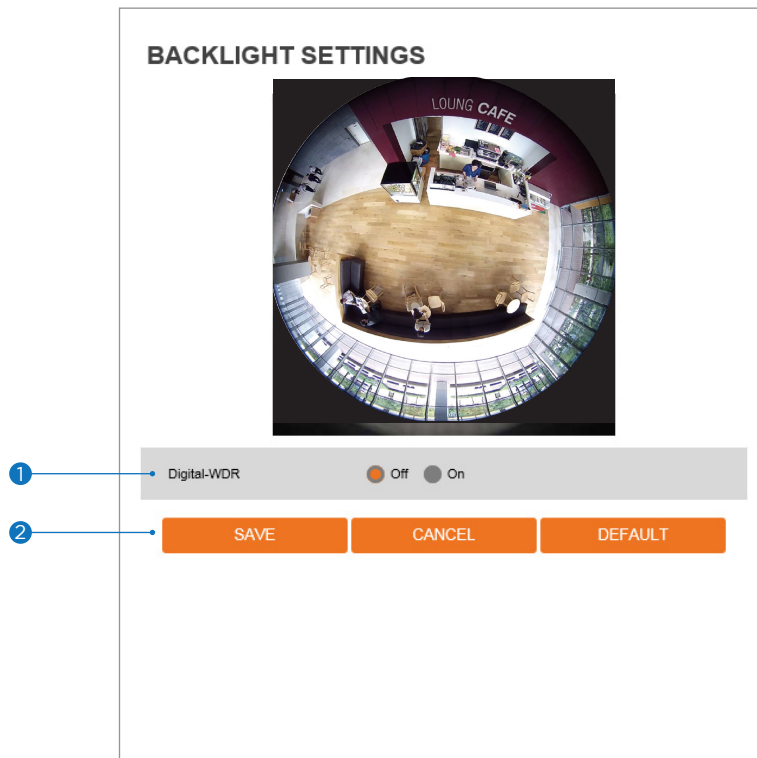 BACKLIGHT SETTINGS
LOUNG CAFE
1
Digital-WDR Off On
2
SAVE CANCEL DEFAULT